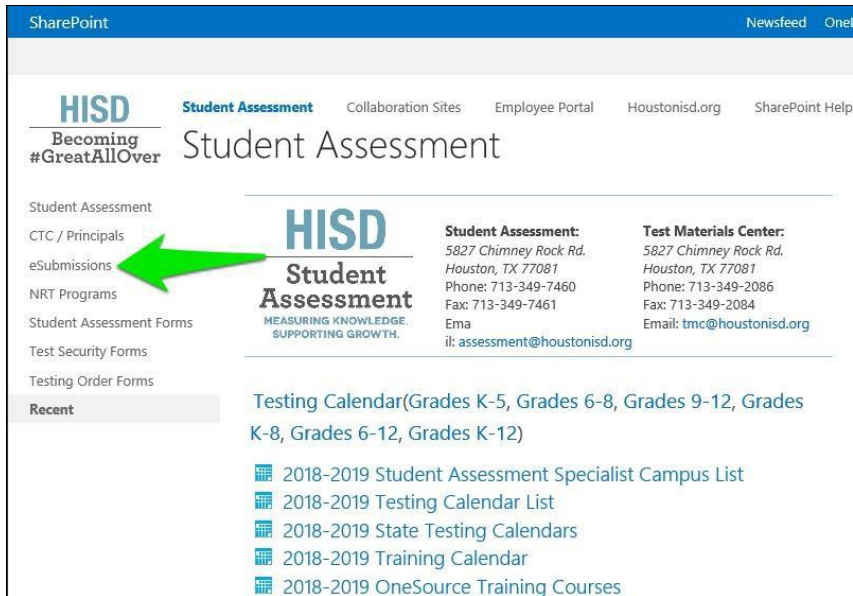 SharePoint
Newsfeed
HISD
Becoming
#GreatAllOver
Student Assessment Collaboration Sites Employee Portal Houstonisd.org SharePoint Help
Student Assessment
Student Assessment
CTC / Principals
eSubmissions
NRT Programs
Student Assessment Forms
Test Security Forms
Testing Order Forms
Recent
HISD
Student
Assessment
MEASURING KNOWLEDGE.
SUPPORTING GROWTH.
Student Assessment:
5827 Chimney Rock Rd.
Houston, TX 77081
Phone: 713-349-7460
Fax: 713-349-7461
Ema
il: assessment@houstonisd.org
Test Materials Center:
5827 Chimney Rock Rd.
Houston, TX 77081
Phone: 713-349-2086
Fax: 713-349-2084
Email: tmc@houstonisd.org
Testing Calendar(Grades K-5, Grades 6-8, Grades 9-12, Grades
K-8, Grades 6-12, Grades K-12)
2018-2019 Student Assessment Specialist Campus List
2018-2019 Testing Calendar List
2018-2019 State Testing Calendars
2018-2019 Training Calendar
2018-2019 OneSource Training Courses